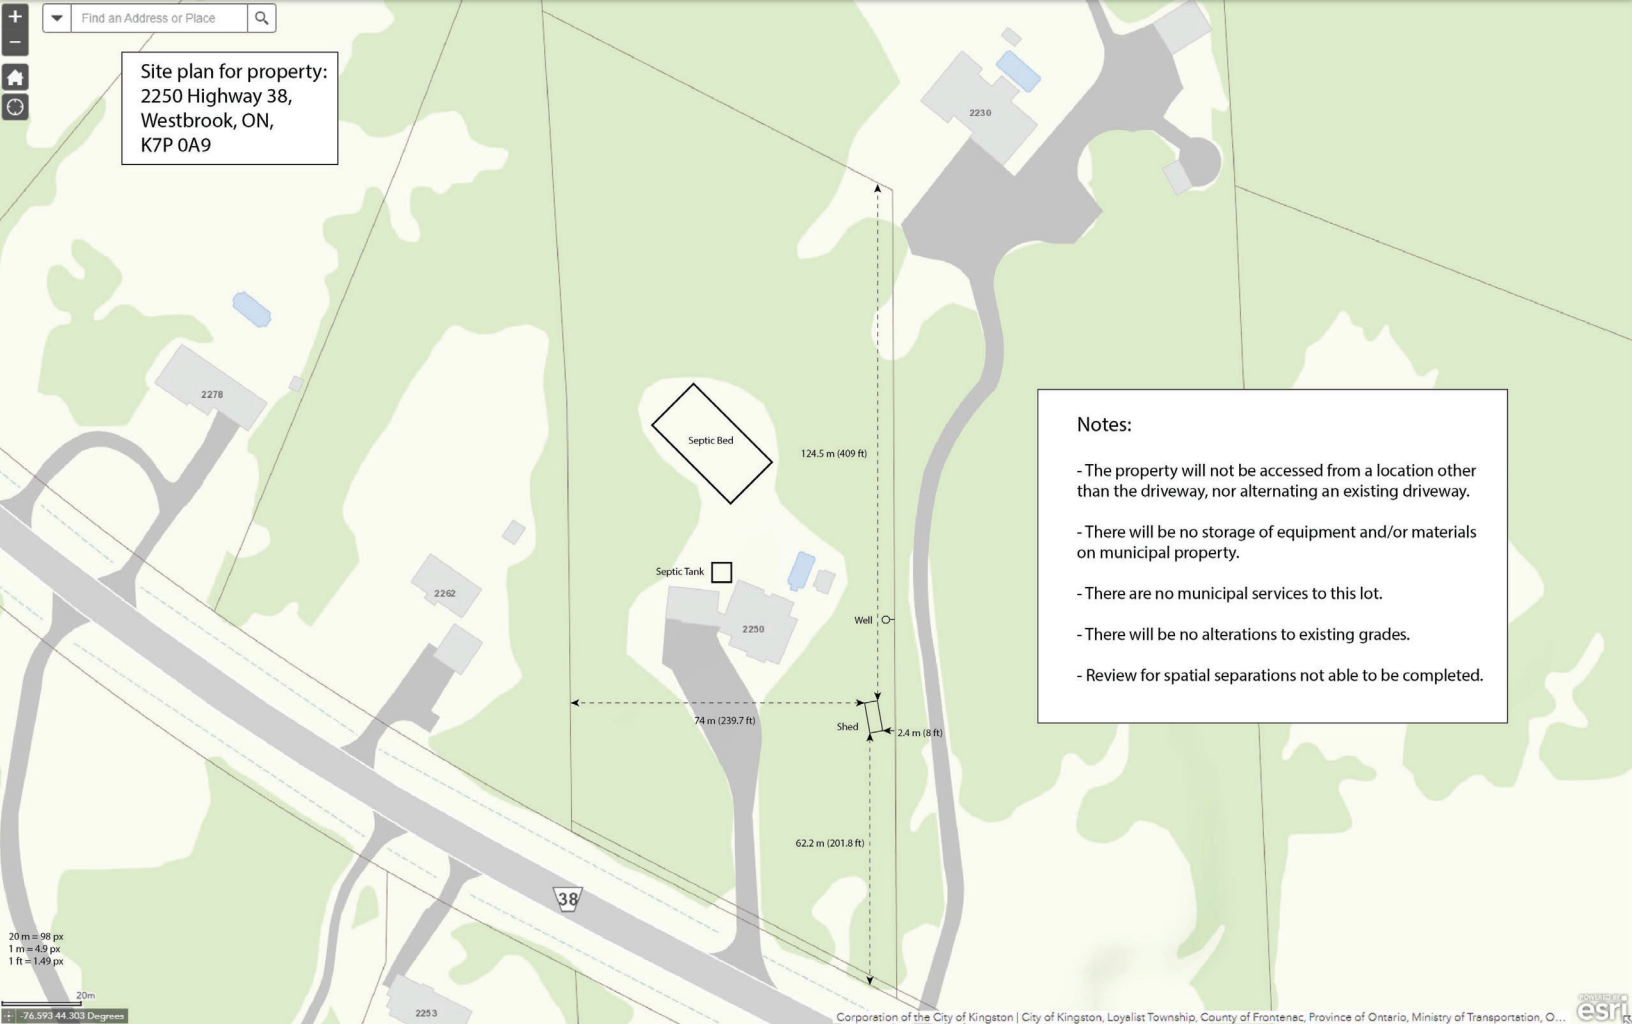 Find an Address or Place
Site plan for property:
2250 Highway 38,
Westbrook, ON,
K7P 0A9
2230
2278
Septic Bed
124.5 m (409 ft)
Notes:
- The property will not be accessed from a location other
than the driveway, nor alternating an existing driveway.
- There will be no storage of equipment and/or materials
on municipal property.
- There are no municipal services to this lot.
- There will be no alterations to existing grades.
- Review for spatial separations not able to be completed.
Septic Tank
2262
2250
Well
74 m (239.7 ft)
Shed
2.4 m (8 ft)
62.2 m (201.8 ft)
38
20 m = 98 px
1 m = 4.9 px
1 ft = 1.49 px
20m
-76.593 44.303 Degrees
2253
Corporation of the City of Kingston | City of Kingston, Loyalist Township, County of Frontenac, Province of Ontario, Ministry of Transportation, O...
POWERED BY
esri